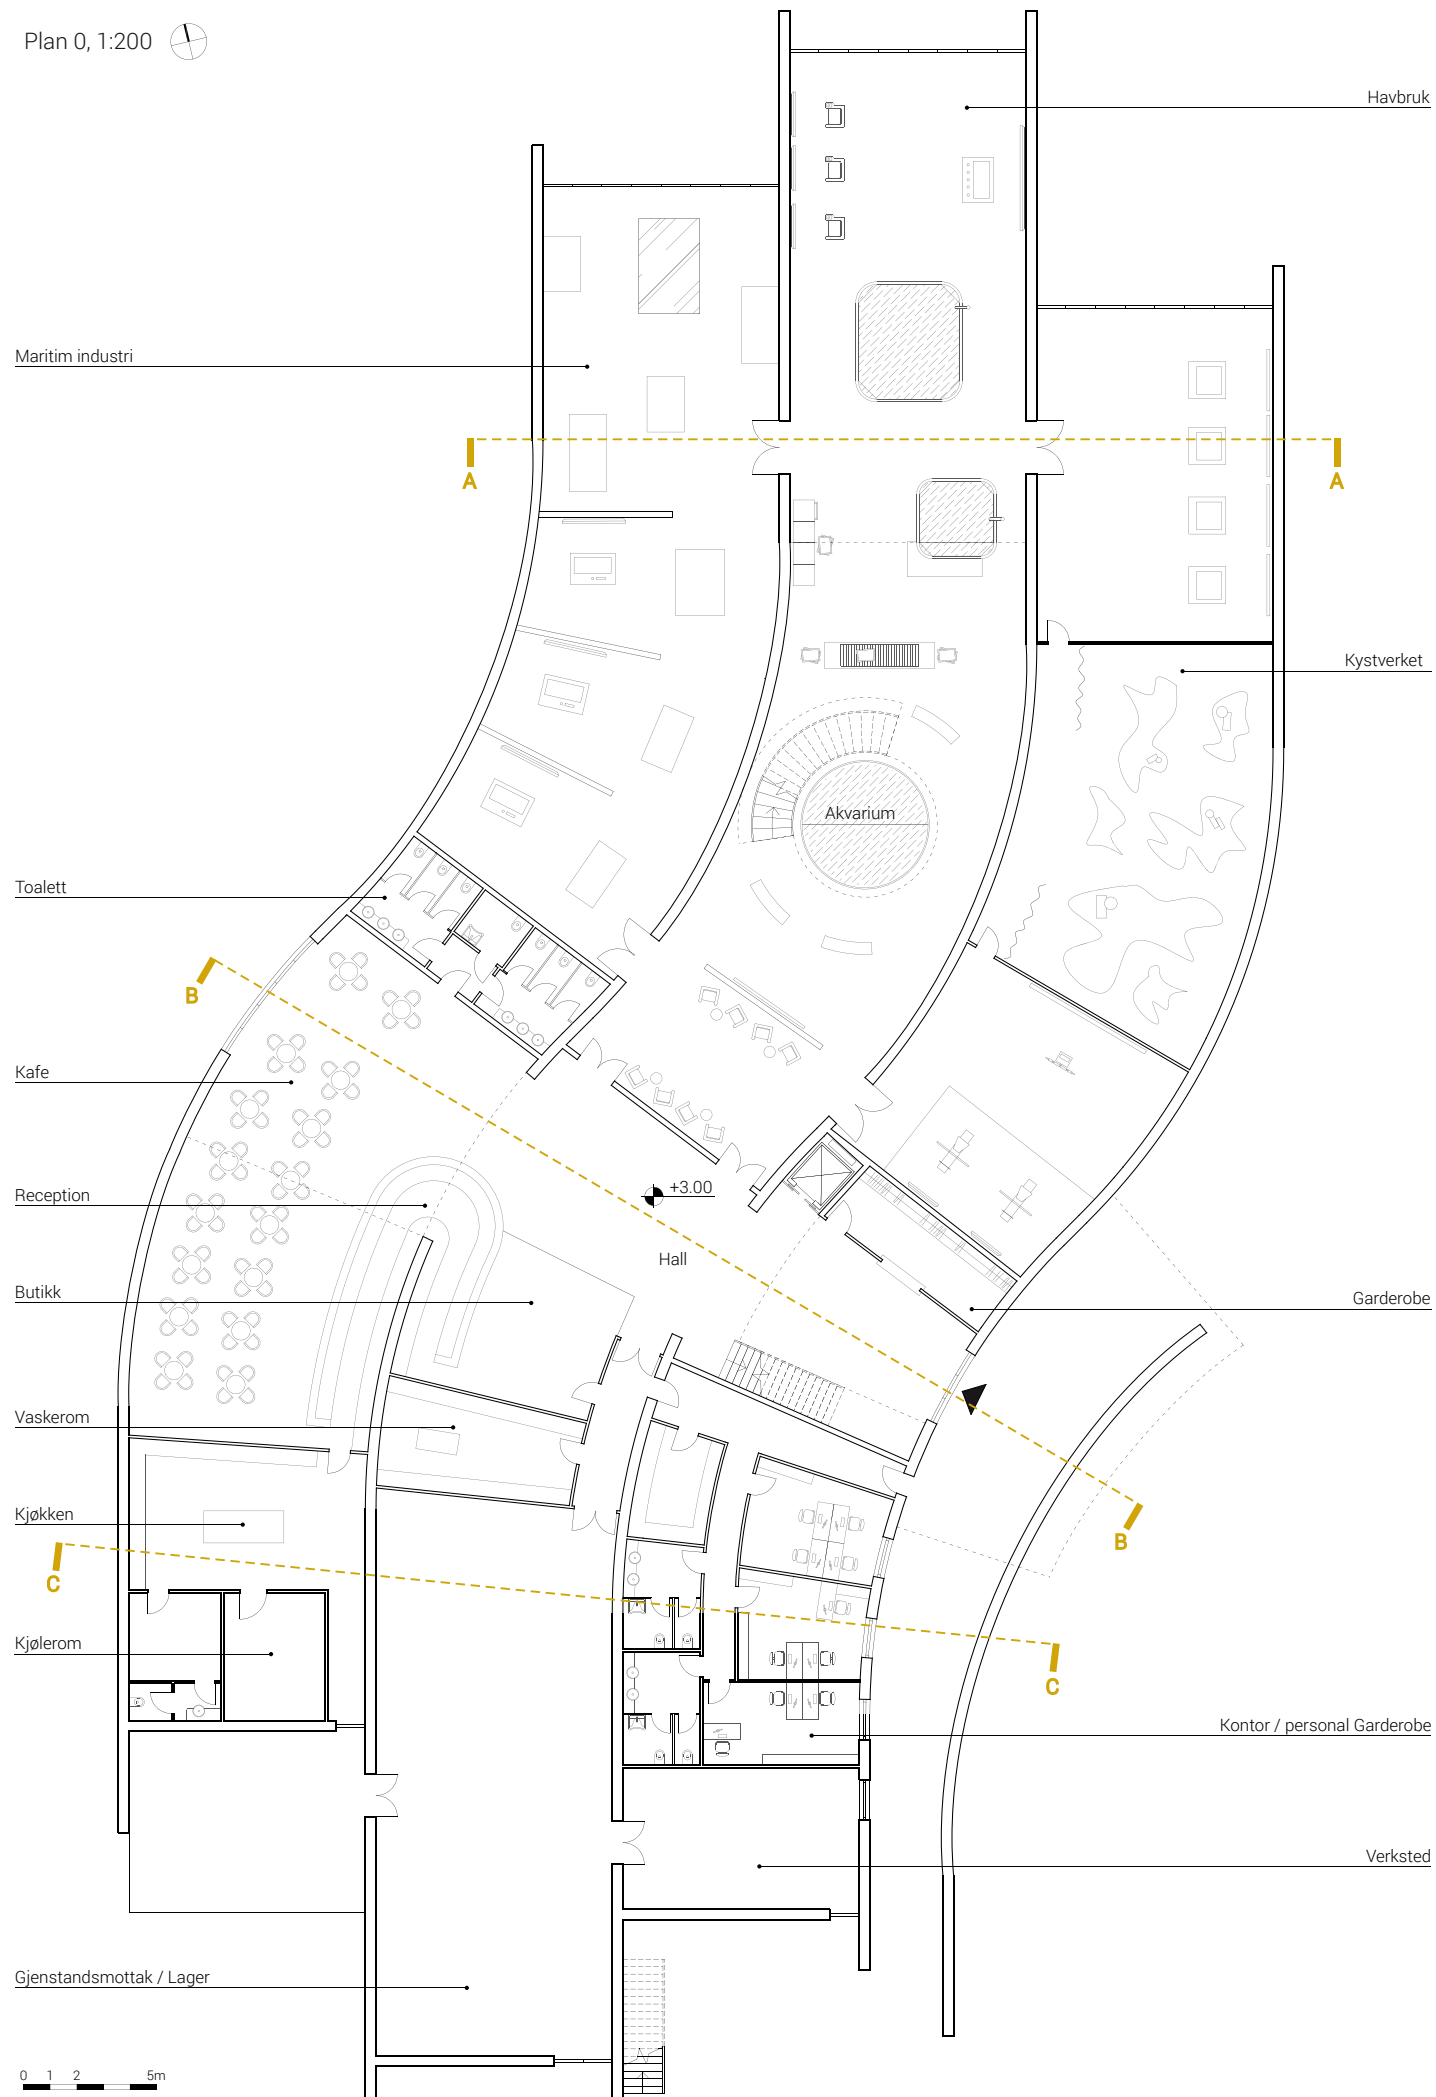 Plan 0, 1:200
Havbruk
Maritim industri
A
A
Kystverket
Akvarium
Toalett
B
Kafe
Reception
+3.00
Hall
Butikk
Garderobe
Vaskerom
Kjøkken
B
C
Kjølerom
C
Kontor / personal Garderobe
Verksted
Gjenstandsmottak / Lager
0 1 2 5m